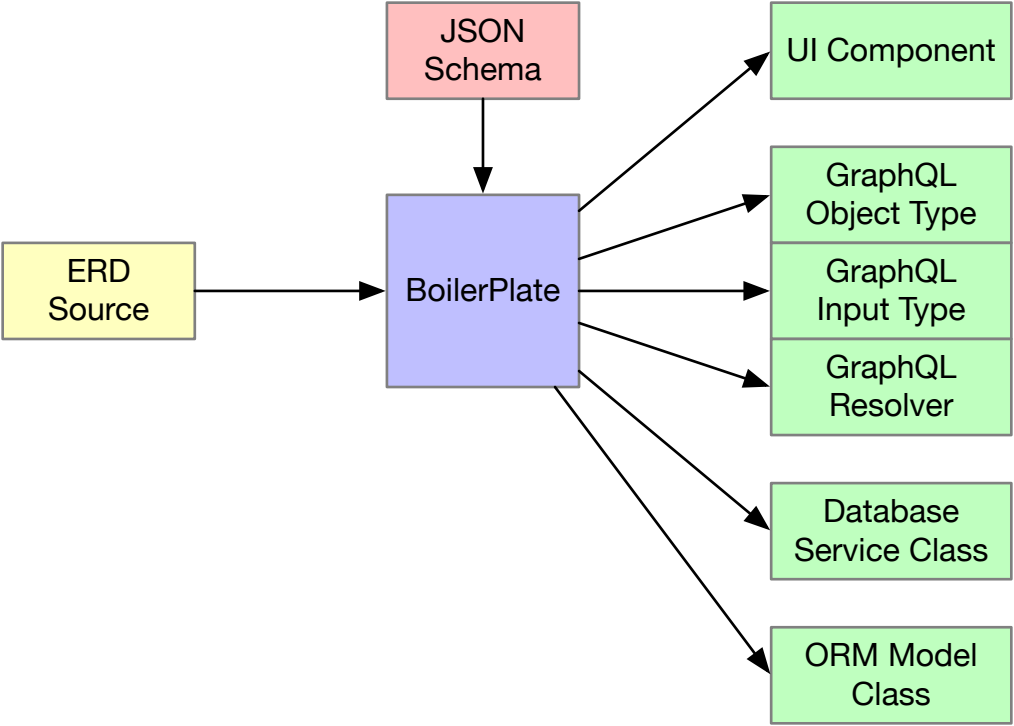 JSON
Schema
UI Component
GraphQL
Object Type
ERD
Source
BoilerPlate
GraphQL
Input Type
GraphQL
Resolver
Database
Service Class
ORM Model
Class